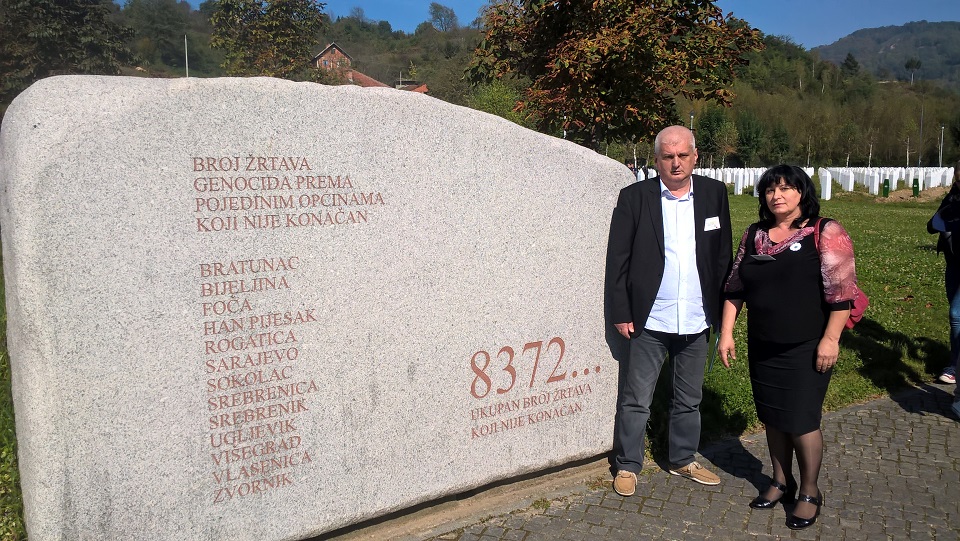 BROJ ŽRTAVA
GENOCIDA PREMA
POJEDINIM OPĆINAMA
KOJI NIJE KONAČAN
BRATUNAC
BIJELJINA
FOČA
HAN PIJESAK
ROGATICA
SARAJEVO
SOKOLAC
SREBRENICA
SREBRENIK
UGLJEVIK
VIŠEGRAD
VLASENICA
ZVORNIK
8372...
UKUPAN BROJ ŽRTAVA
KOJI NIJE KONAČAN